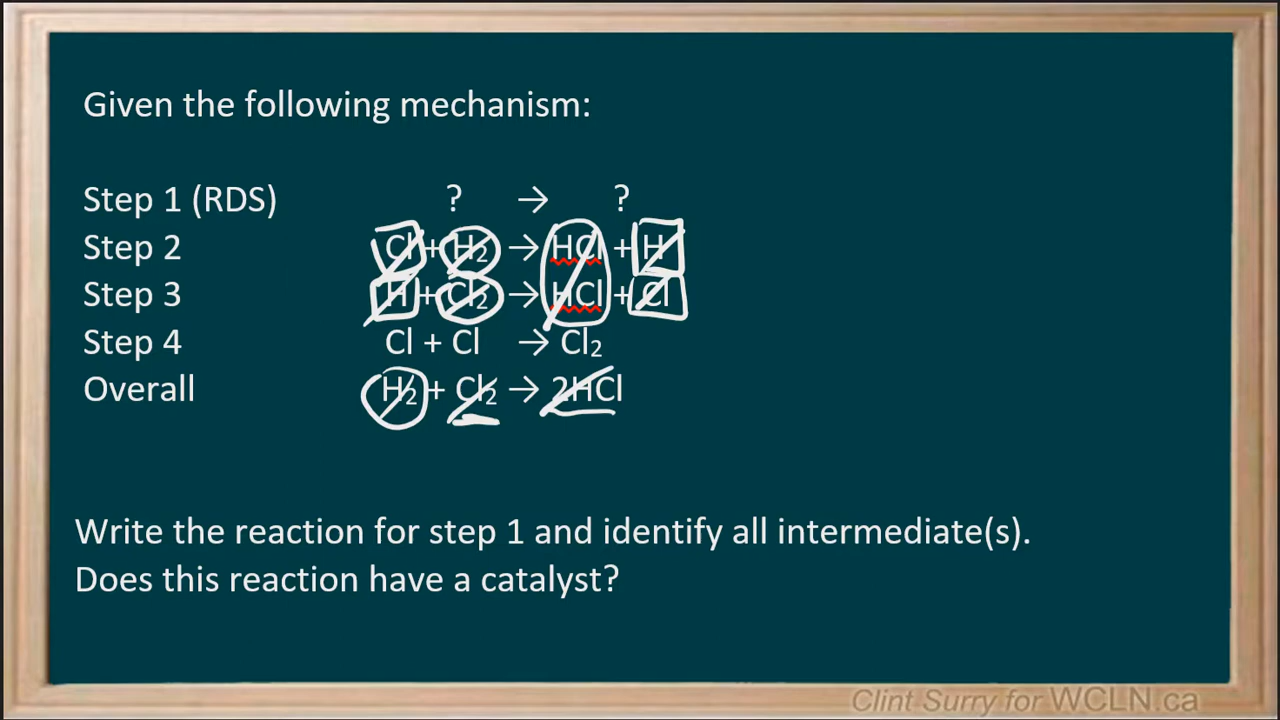 Given the following mechanism:
Step 1 (RDS) ? → ?
Step 2 Cl + H₂ → HCl + H
Step 3 H + Cl₂ → HCl + Cl
Step 4 Cl + Cl → Cl₂
Overall H₂ + Cl₂ → 2HCl
Write the reaction for step 1 and identify all intermediate(s).
Does this reaction have a catalyst?
Clint Surry for WCLN.ca